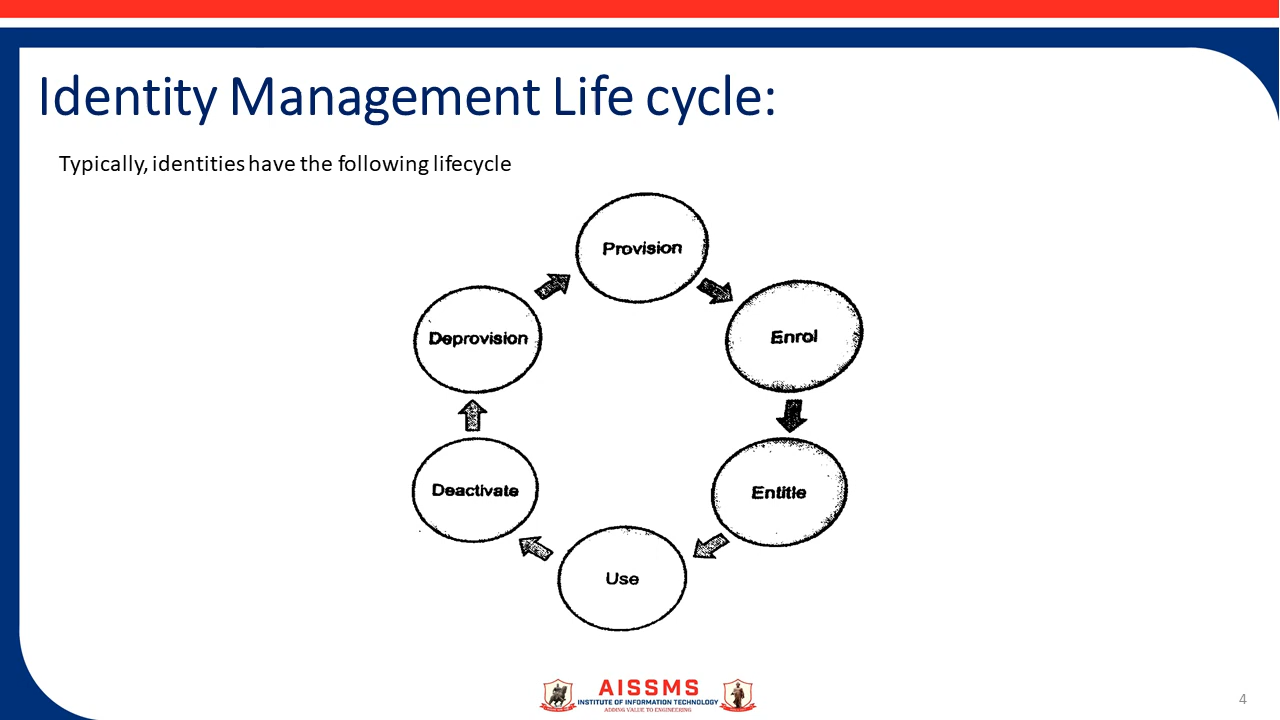 Identity Management Life cycle:
Typically, identities have the following lifecycle
Provision
Enrol
Entitle
Use
Deactivate
Deprovision
AISSMS
INSTITUTE OF INFORMATION TECHNOLOGY
ADDING VALUE TO ENGINEERING
4